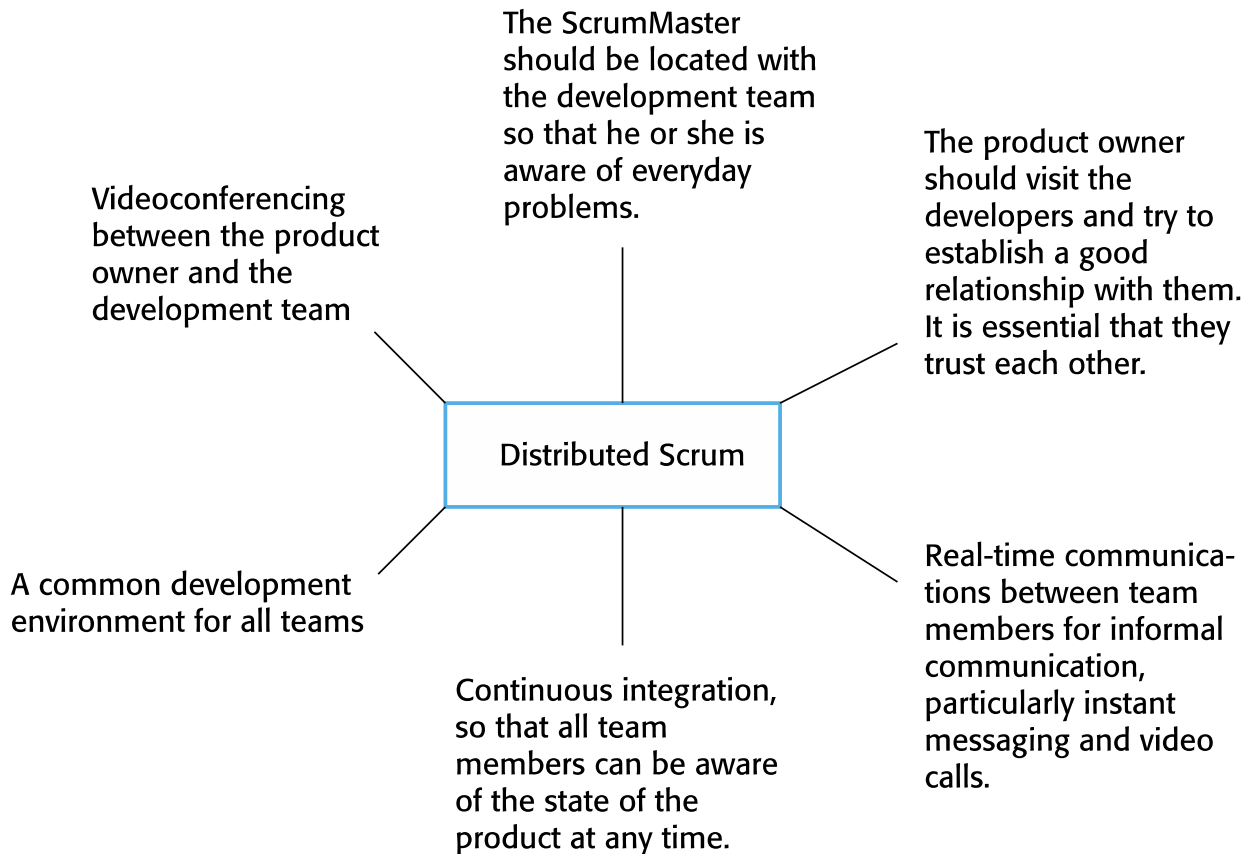 The ScrumMaster
should be located with
the development team
so that he or she is
aware of everyday
problems.
Videoconferencing
between the product
owner and the
development team
The product owner
should visit the
developers and try to
establish a good
relationship with them.
It is essential that they
trust each other.
Distributed Scrum
A common development
environment for all teams
Continuous integration,
so that all team
members can be aware
of the state of the
product at any time.
Real-time communica-
tions between team
members for informal
communication,
particularly instant
messaging and video
calls.